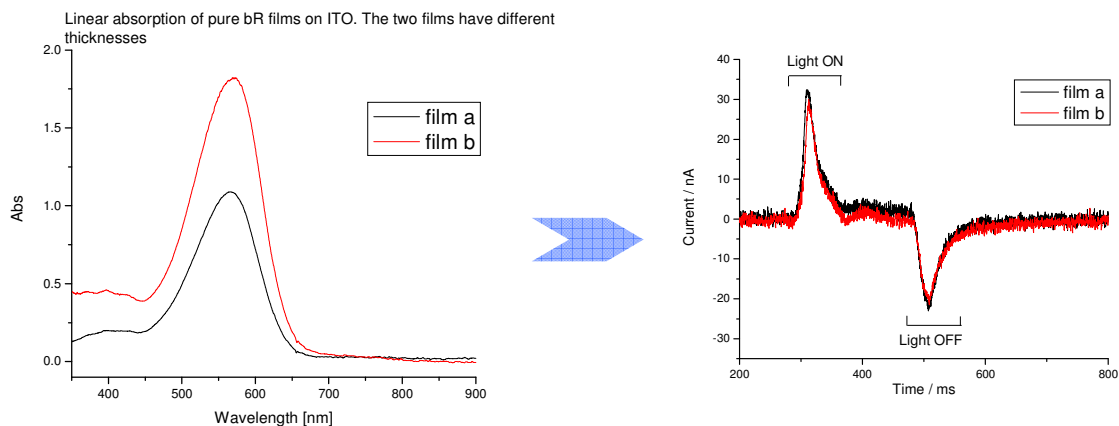 Linear absorption of pure bR films on ITO. The two films have different
thicknesses
2.0
1.5
1.0
0.5
0.0
Abs
500
600
700
800
900
400
Wavelength [nm]
film a
film b
40
30
20
10
0
-10
-20
-30
Current / nA
200
400
600
800
Time / ms
Light ON
Light OFF
film a
film b